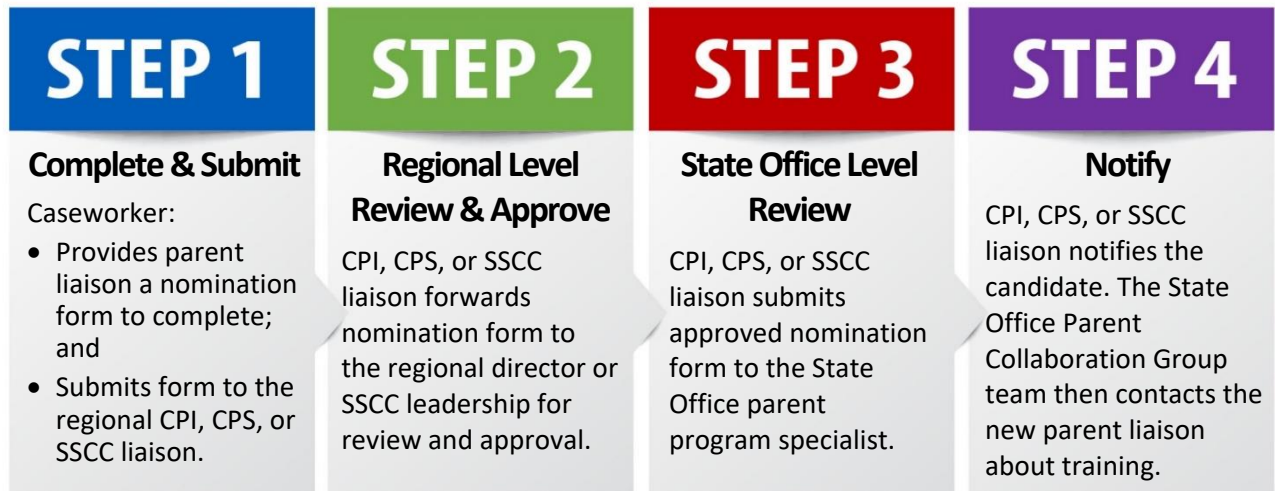 STEP 1
Complete & Submit
Caseworker:
• Provides parent
liaison a nomination
form to complete;
and
• Submits form to the
regional CPI, CPS, or
SSCC liaison.
STEP 2
Regional Level
Review & Approve
CPI, CPS, or SSCC
liaison forwards
nomination form to
the regional director or
SSCC leadership for
review and approval.
STEP 3
State Office Level
Review
CPI, CPS, or SSCC
liaison submits
approved nomination
form to the State
Office parent
program specialist.
STEP 4
Notify
CPI, CPS, or SSCC
liaison notifies the
candidate. The State
Office Parent
Collaboration Group
team then contacts the
new parent liaison
about training.